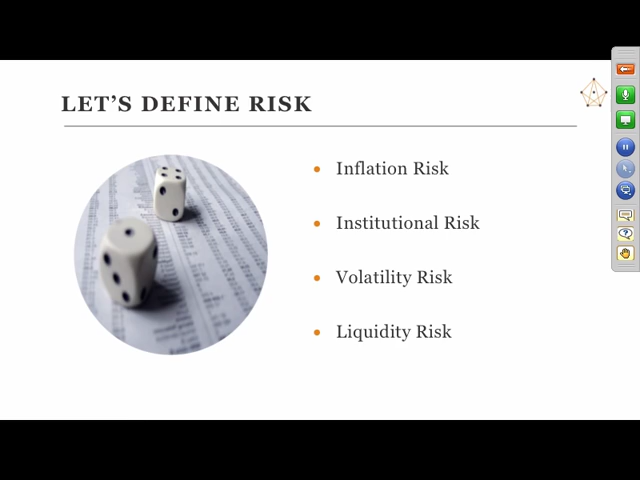 LET'S DEFINE RISK
Inflation Risk
Institutional Risk
Volatility Risk
Liquidity Risk